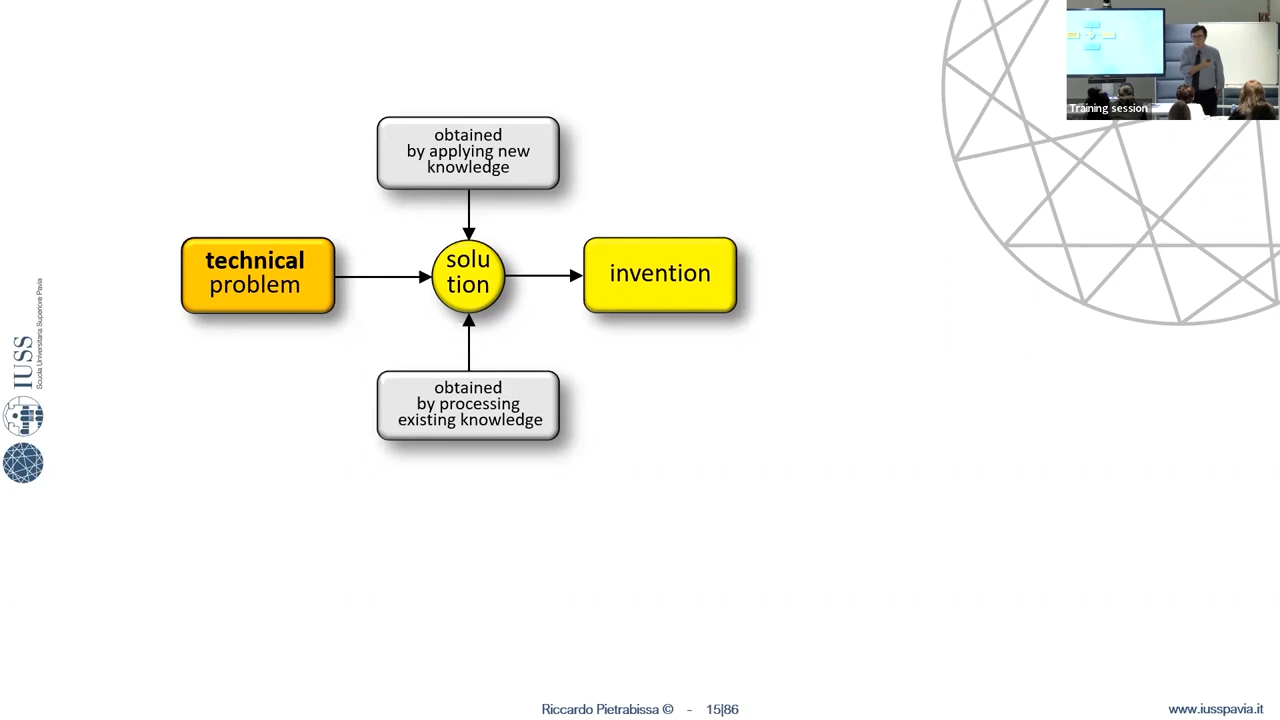 Training session
obtained
by applying new
knowledge
technical
problem
solu
tion
invention
obtained
by processing
existing knowledge
IUSS
Scuola Universitaria Superiore Pavia
Riccardo Pietrabissa © - 15|86
www.iusspavia.it